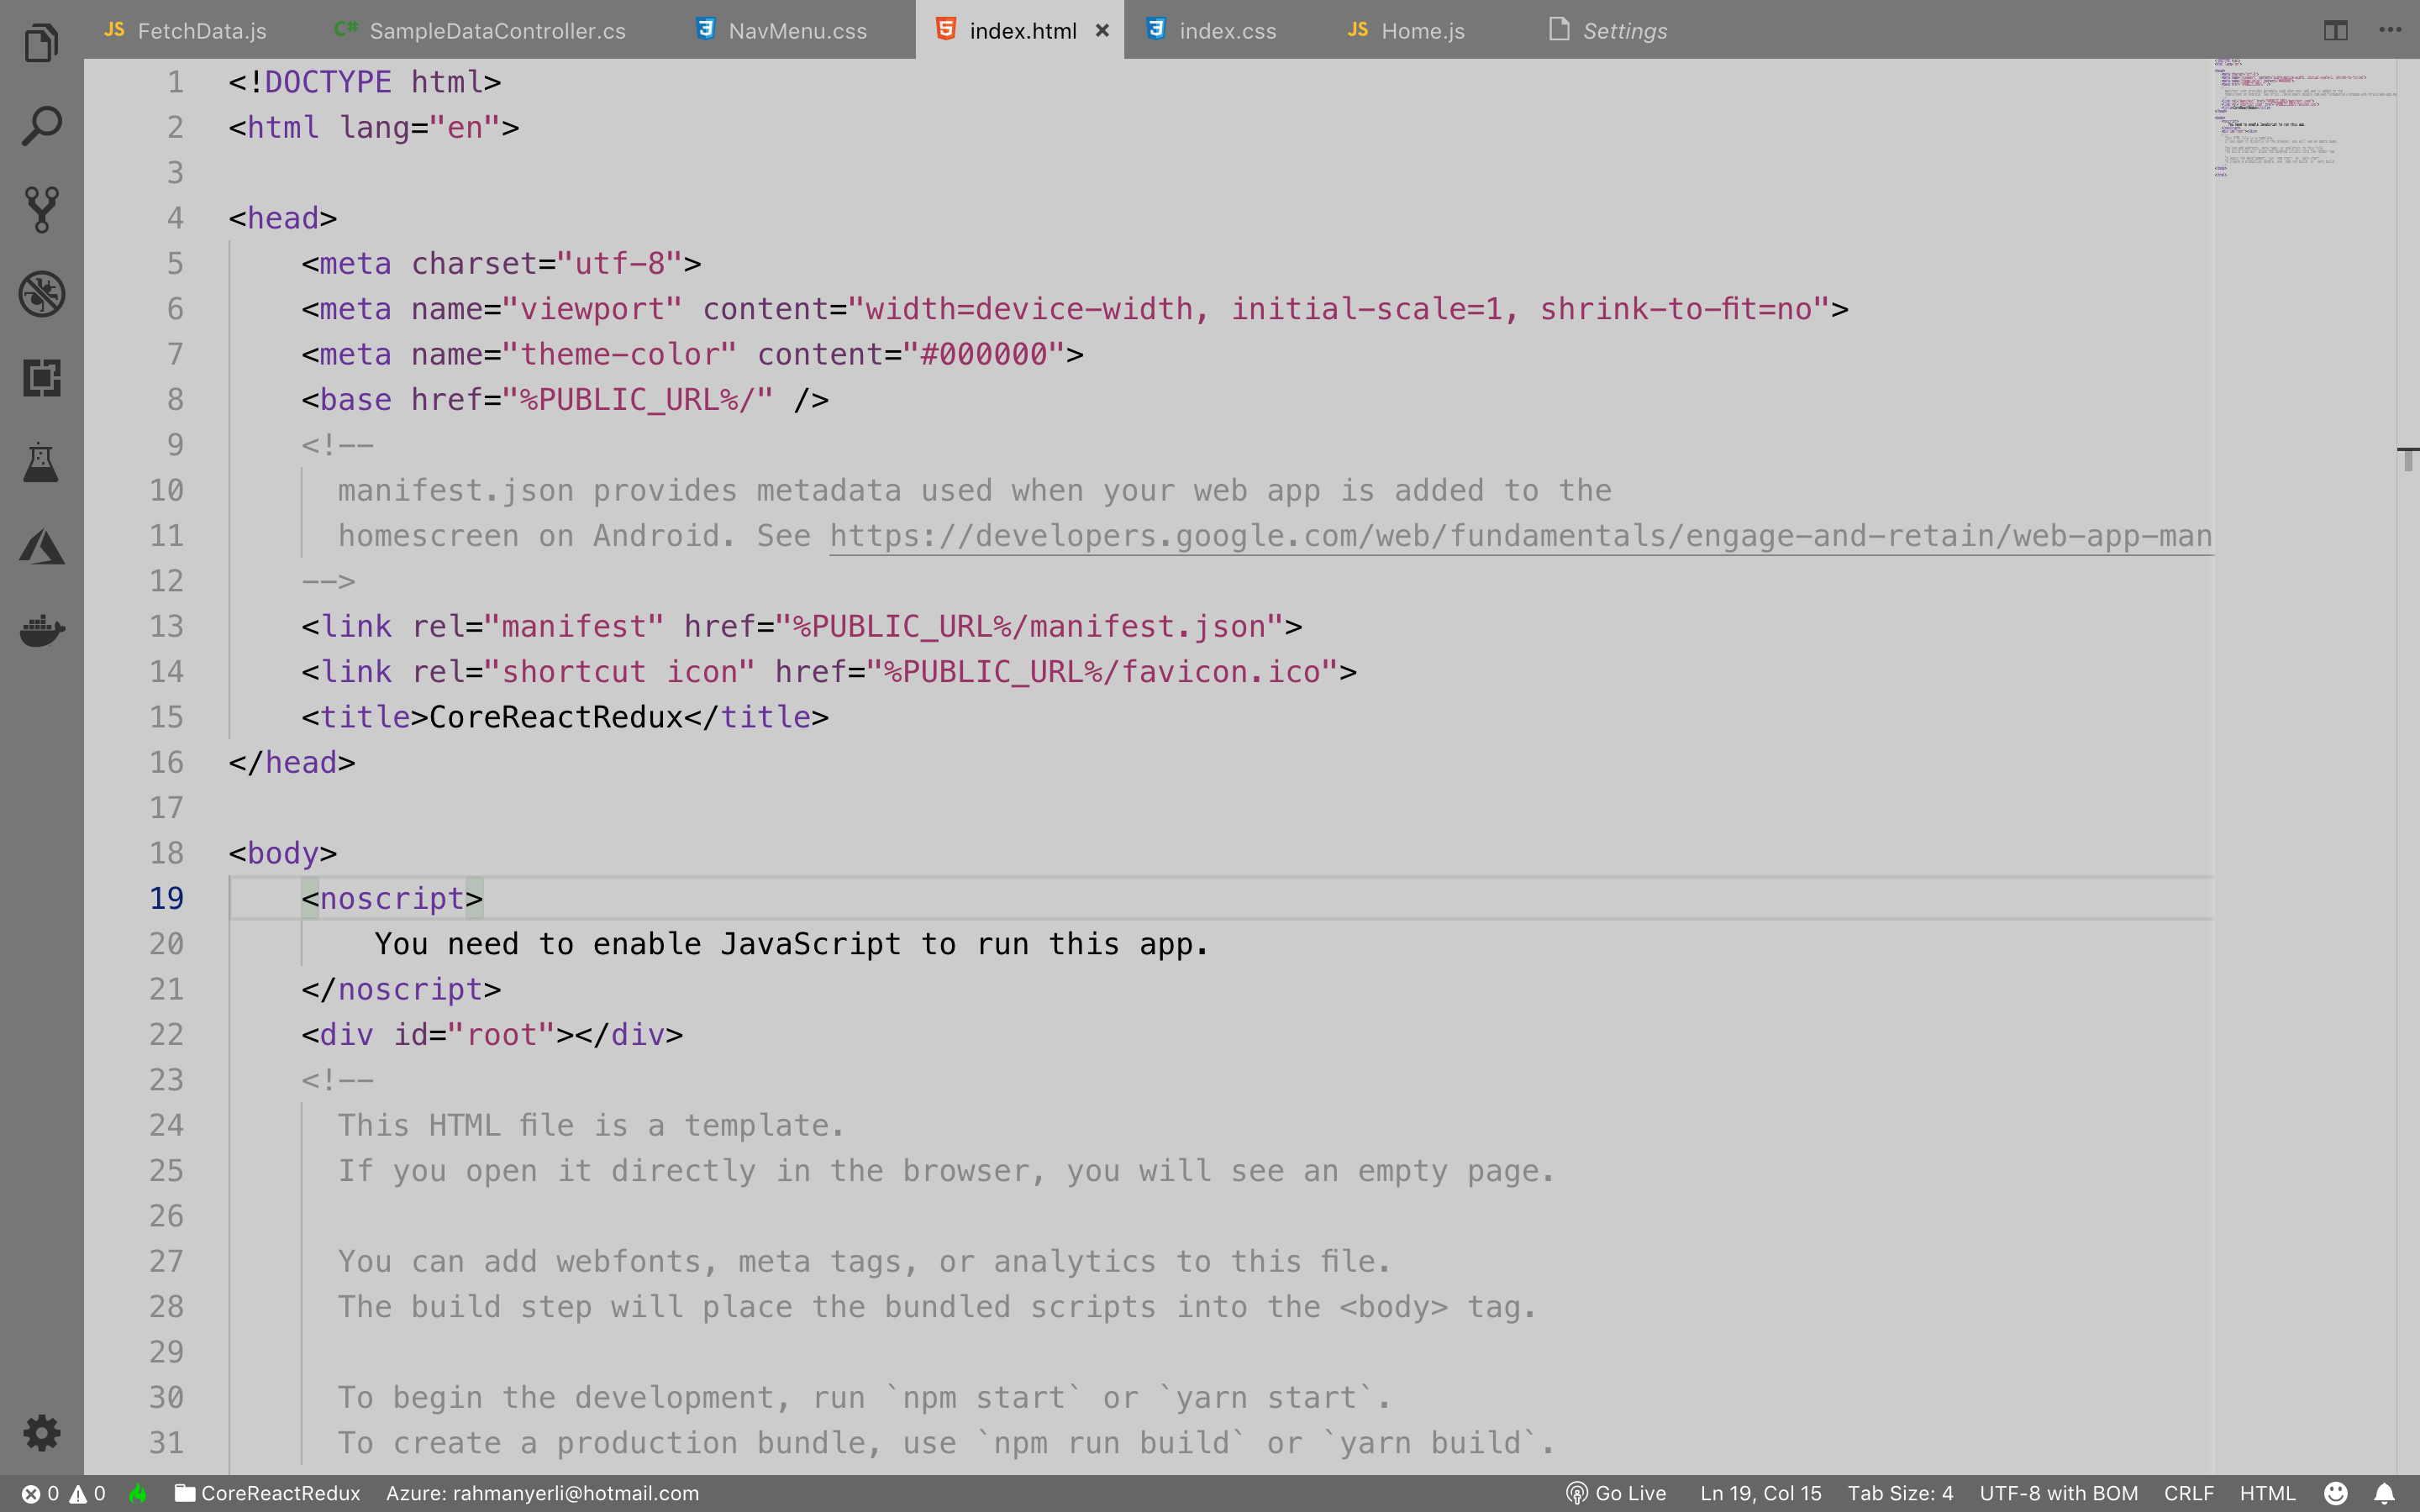 JS FetchData.js C# SampleDataController.cs NavMenu.css index.html × index.css JS Home.js Settings
1 <!DOCTYPE html>
2 <html lang="en">
3
4 <head>
5 <meta charset="utf-8">
6 <meta name="viewport" content="width=device-width, initial-scale=1, shrink-to-fit=no">
7 <meta name="theme-color" content="#000000">
8 <base href="%PUBLIC_URL%/" />
9 <!--
10 manifest.json provides metadata used when your web app is added to the
11 homescreen on Android. See https://developers.google.com/web/fundamentals/engage-and-retain/web-app-man
12 -->
13 <link rel="manifest" href="%PUBLIC_URL%/manifest.json">
14 <link rel="shortcut icon" href="%PUBLIC_URL%/favicon.ico">
15 <title>CoreReactRedux</title>
16 </head>
17
18 <body>
19 <noscript>
20 You need to enable JavaScript to run this app.
21 </noscript>
22 <div id="root"></div>
23 <!--
24 This HTML file is a template.
25 If you open it directly in the browser, you will see an empty page.
26
27 You can add webfonts, meta tags, or analytics to this file.
28 The build step will place the bundled scripts into the <body> tag.
29
30 To begin the development, run `npm start` or `yarn start`.
31 To create a production bundle, use `npm run build` or `yarn build`.
0 0 CoreReactRedux Azure: rahmanyerli@hotmail.com Go Live Ln 19, Col 15 Tab Size: 4 UTF-8 with BOM CRLF HTML